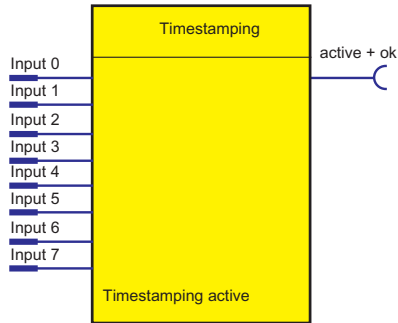 Timestamping
active + ok
Input 0
Input 1
Input 2
Input 3
Input 4
Input 5
Input 6
Input 7
Timestamping active